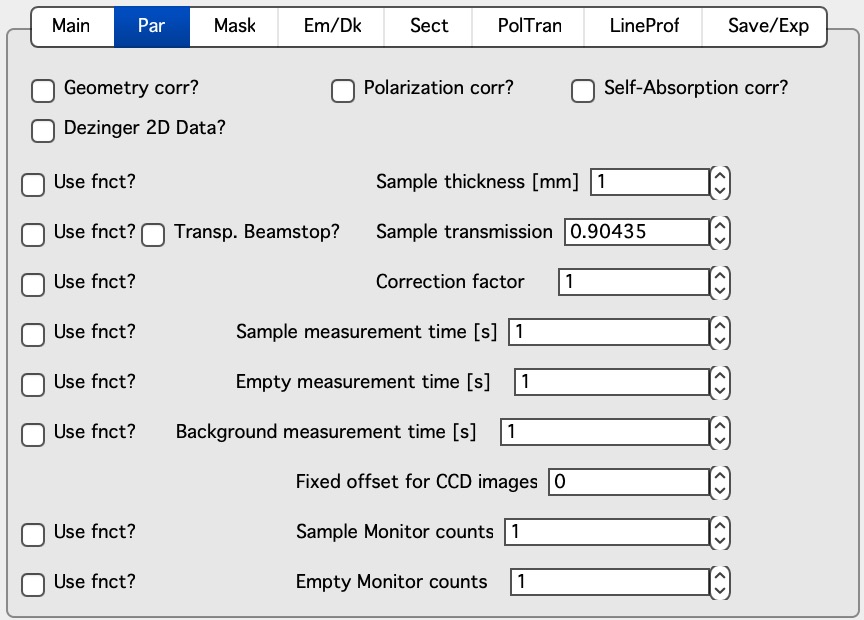 Main Par Mask Em/Dk Sect PolTran LineProf Save/Exp
Geometry corr? Polarization corr? Self-Absorption corr?
Dezinger 2D Data?
Use fnct? Sample thickness [mm] 1
Use fnct? Transp. Beamstop? Sample transmission 0.90435
Use fnct? Correction factor 1
Use fnct? Sample measurement time [s] 1
Use fnct? Empty measurement time [s] 1
Use fnct? Background measurement time [s] 1
Fixed offset for CCD images 0
Use fnct? Sample Monitor counts 1
Use fnct? Empty Monitor counts 1